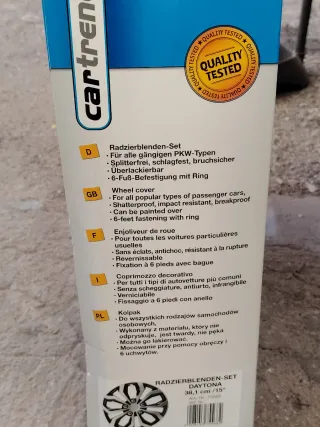 cartrend
QUALITY TESTED
QUALITY
TESTED
D
Radzierblenden-Set
· Für alle gängigen PKW-Typen
· Splitterfrei, schlagfest, bruchsicher
· Überlackierbar
· 6-Fuß-Befestigung mit Ring
GB
Wheel cover
· For all popular types of passenger cars,
· Shatterproof, impact resistant, breakproof
· Can be painted over
· 6-feet fastening with ring
F
Enjoliveur de roue
· Pour toutes les voitures particulières
usuelles
· Sans éclats, antichoc, résistant à la rupture
· Revernissable
· Fixation à 6 pieds avec bague
I
Coprimozzo decorativo
· Per tutti i tipi di autovetture più comuni
· Senza scheggiature, antiurto, infrangibile
· Verniciabile
· Fissaggio a 6 piedi con anello
PL
Kołpak
· Do wszystkich rodzajów samochodów
osobowych,
· Wykonany z materiału, który nie
odpryskuje, jest twardy, nie pęka
· Można go lakierować,
· Mocowanie przy pomocy obręczy i
6 uchwytów.
RADZIERBLENDEN-SET
DAYTONA
38,1 cm /15"